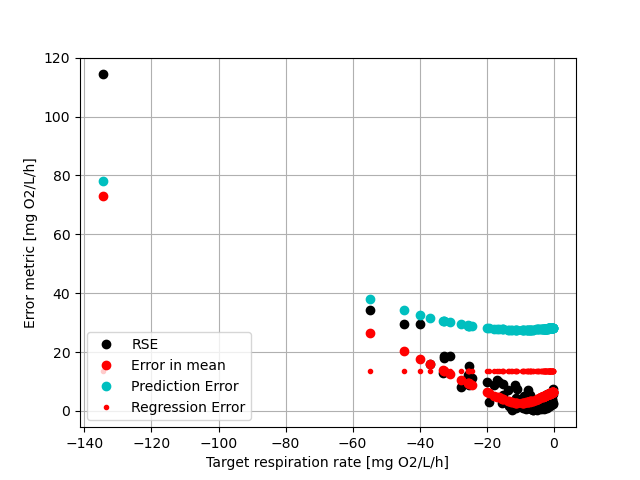 120
100
80
60
40
20
0
Error metric [mg O2/L/h]
RSE
Error in mean
Prediction Error
Regression Error
−140 −120 −100 −80 −60 −40 −20 0
Target respiration rate [mg O2/L/h]